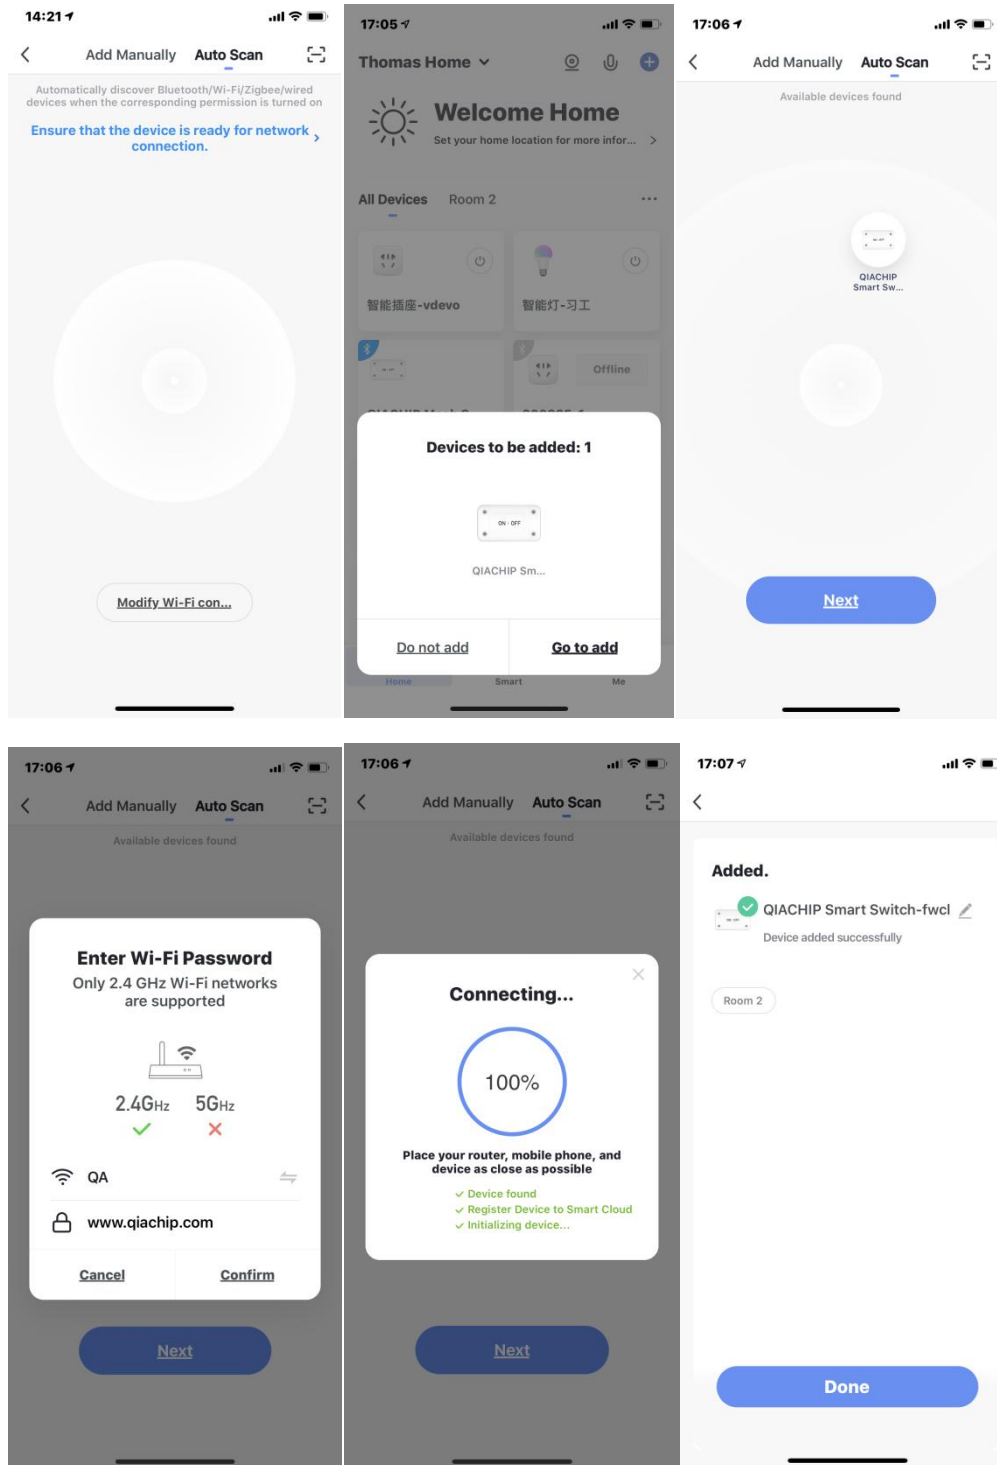 14:21
Add Manually Auto Scan
Automatically discover Bluetooth/Wi-Fi/Zigbee/wired
devices when the corresponding permission is turned on
Ensure that the device is ready for network
connection.
Modify Wi-Fi con...
17:05
Thomas Home
Welcome Home
Set your home location for more infor...
All Devices Room 2
智能插座-vdevo
智能灯-习工
Offline
Devices to be added: 1
ON · OFF
QIACHIP Sm...
Do not add Go to add
Home Smart Me
17:06
Add Manually Auto Scan
Available devices found
QIACHIP
Smart Sw...
Next
17:06
Add Manually Auto Scan
Available devices found
Enter Wi-Fi Password
Only 2.4 GHz Wi-Fi networks
are supported
2.4GHz 5GHz
QA
www.qiachip.com
Cancel Confirm
Next
17:06
Add Manually Auto Scan
Available devices found
Connecting...
100%
Place your router, mobile phone, and
device as close as possible
Device found
Register Device to Smart Cloud
Initializing device...
Next
17:07
Added.
QIACHIP Smart Switch-fwcl
Device added successfully
Room 2
Done